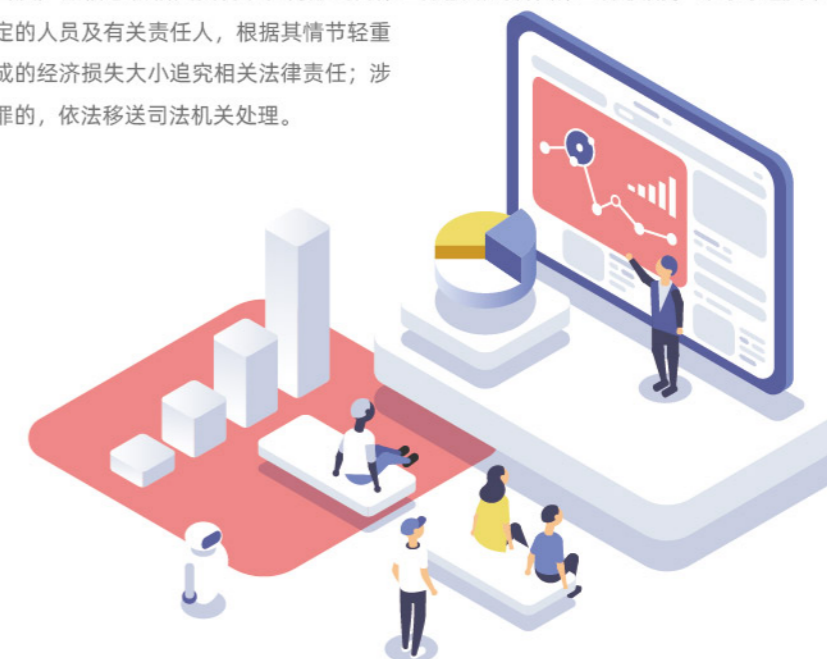 定的人员及有关责任人，根据其情节轻重
成的经济损失大小追究相关法律责任；涉
罪的，依法移送司法机关处理。